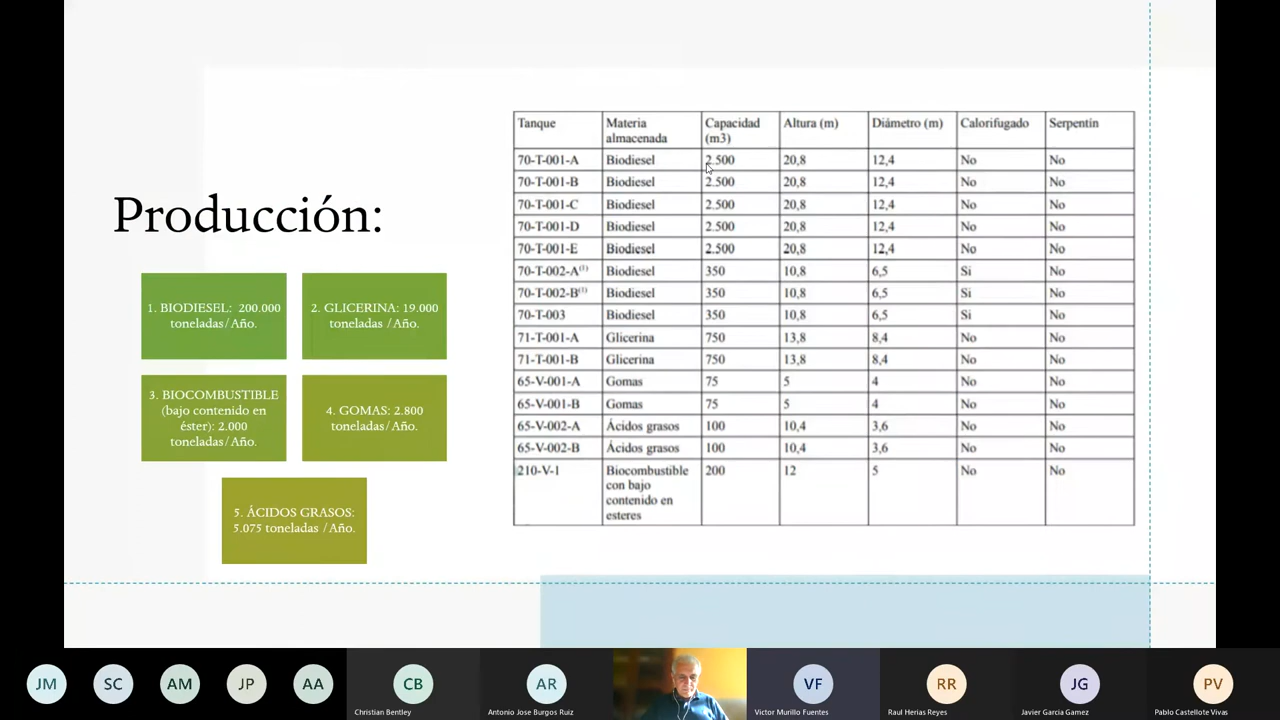 Producción:
1. BIODIESEL: 200.000
toneladas/Año.
2. GLICERINA: 19.000
toneladas /Año.
3. BIOCOMBUSTIBLE
(bajo contenido en
éster): 2.000
toneladas/Año.
4. GOMAS: 2.800
toneladas/Año.
5. ÁCIDOS GRASOS:
5.075 toneladas /Año.
Tanque Materia almacenada Capacidad (m3) Altura (m) Diámetro (m) Calorifugado Serpentín
70-T-001-A Biodiesel 2.500 20,8 12,4 No No
70-T-001-B Biodiesel 2.500 20,8 12,4 No No
70-T-001-C Biodiesel 2.500 20,8 12,4 No No
70-T-001-D Biodiesel 2.500 20,8 12,4 No No
70-T-001-E Biodiesel 2.500 20,8 12,4 No No
70-T-002-A(1) Biodiesel 350 10,8 6,5 Si No
70-T-002-B(1) Biodiesel 350 10,8 6,5 Si No
70-T-003 Biodiesel 350 10,8 6,5 Si No
71-T-001-A Glicerina 750 13,8 8,4 No No
71-T-001-B Glicerina 750 13,8 8,4 No No
65-V-001-A Gomas 75 5 4 No No
65-V-001-B Gomas 75 5 4 No No
65-V-002-A Ácidos grasos 100 10,4 3,6 No No
65-V-002-B Ácidos grasos 100 10,4 3,6 No No
210-V-1 Biocombustible con bajo contenido en esteres 200 12 5 No No
JM
SC
AM
JP
AA
CB
Christian Bentley
AR
Antonio Jose Burgos Ruiz
VF
Victor Murillo Fuentes
RR
Raul Herias Reyes
JG
Javier Garcia Gamez
PV
Pablo Castellote Vivas